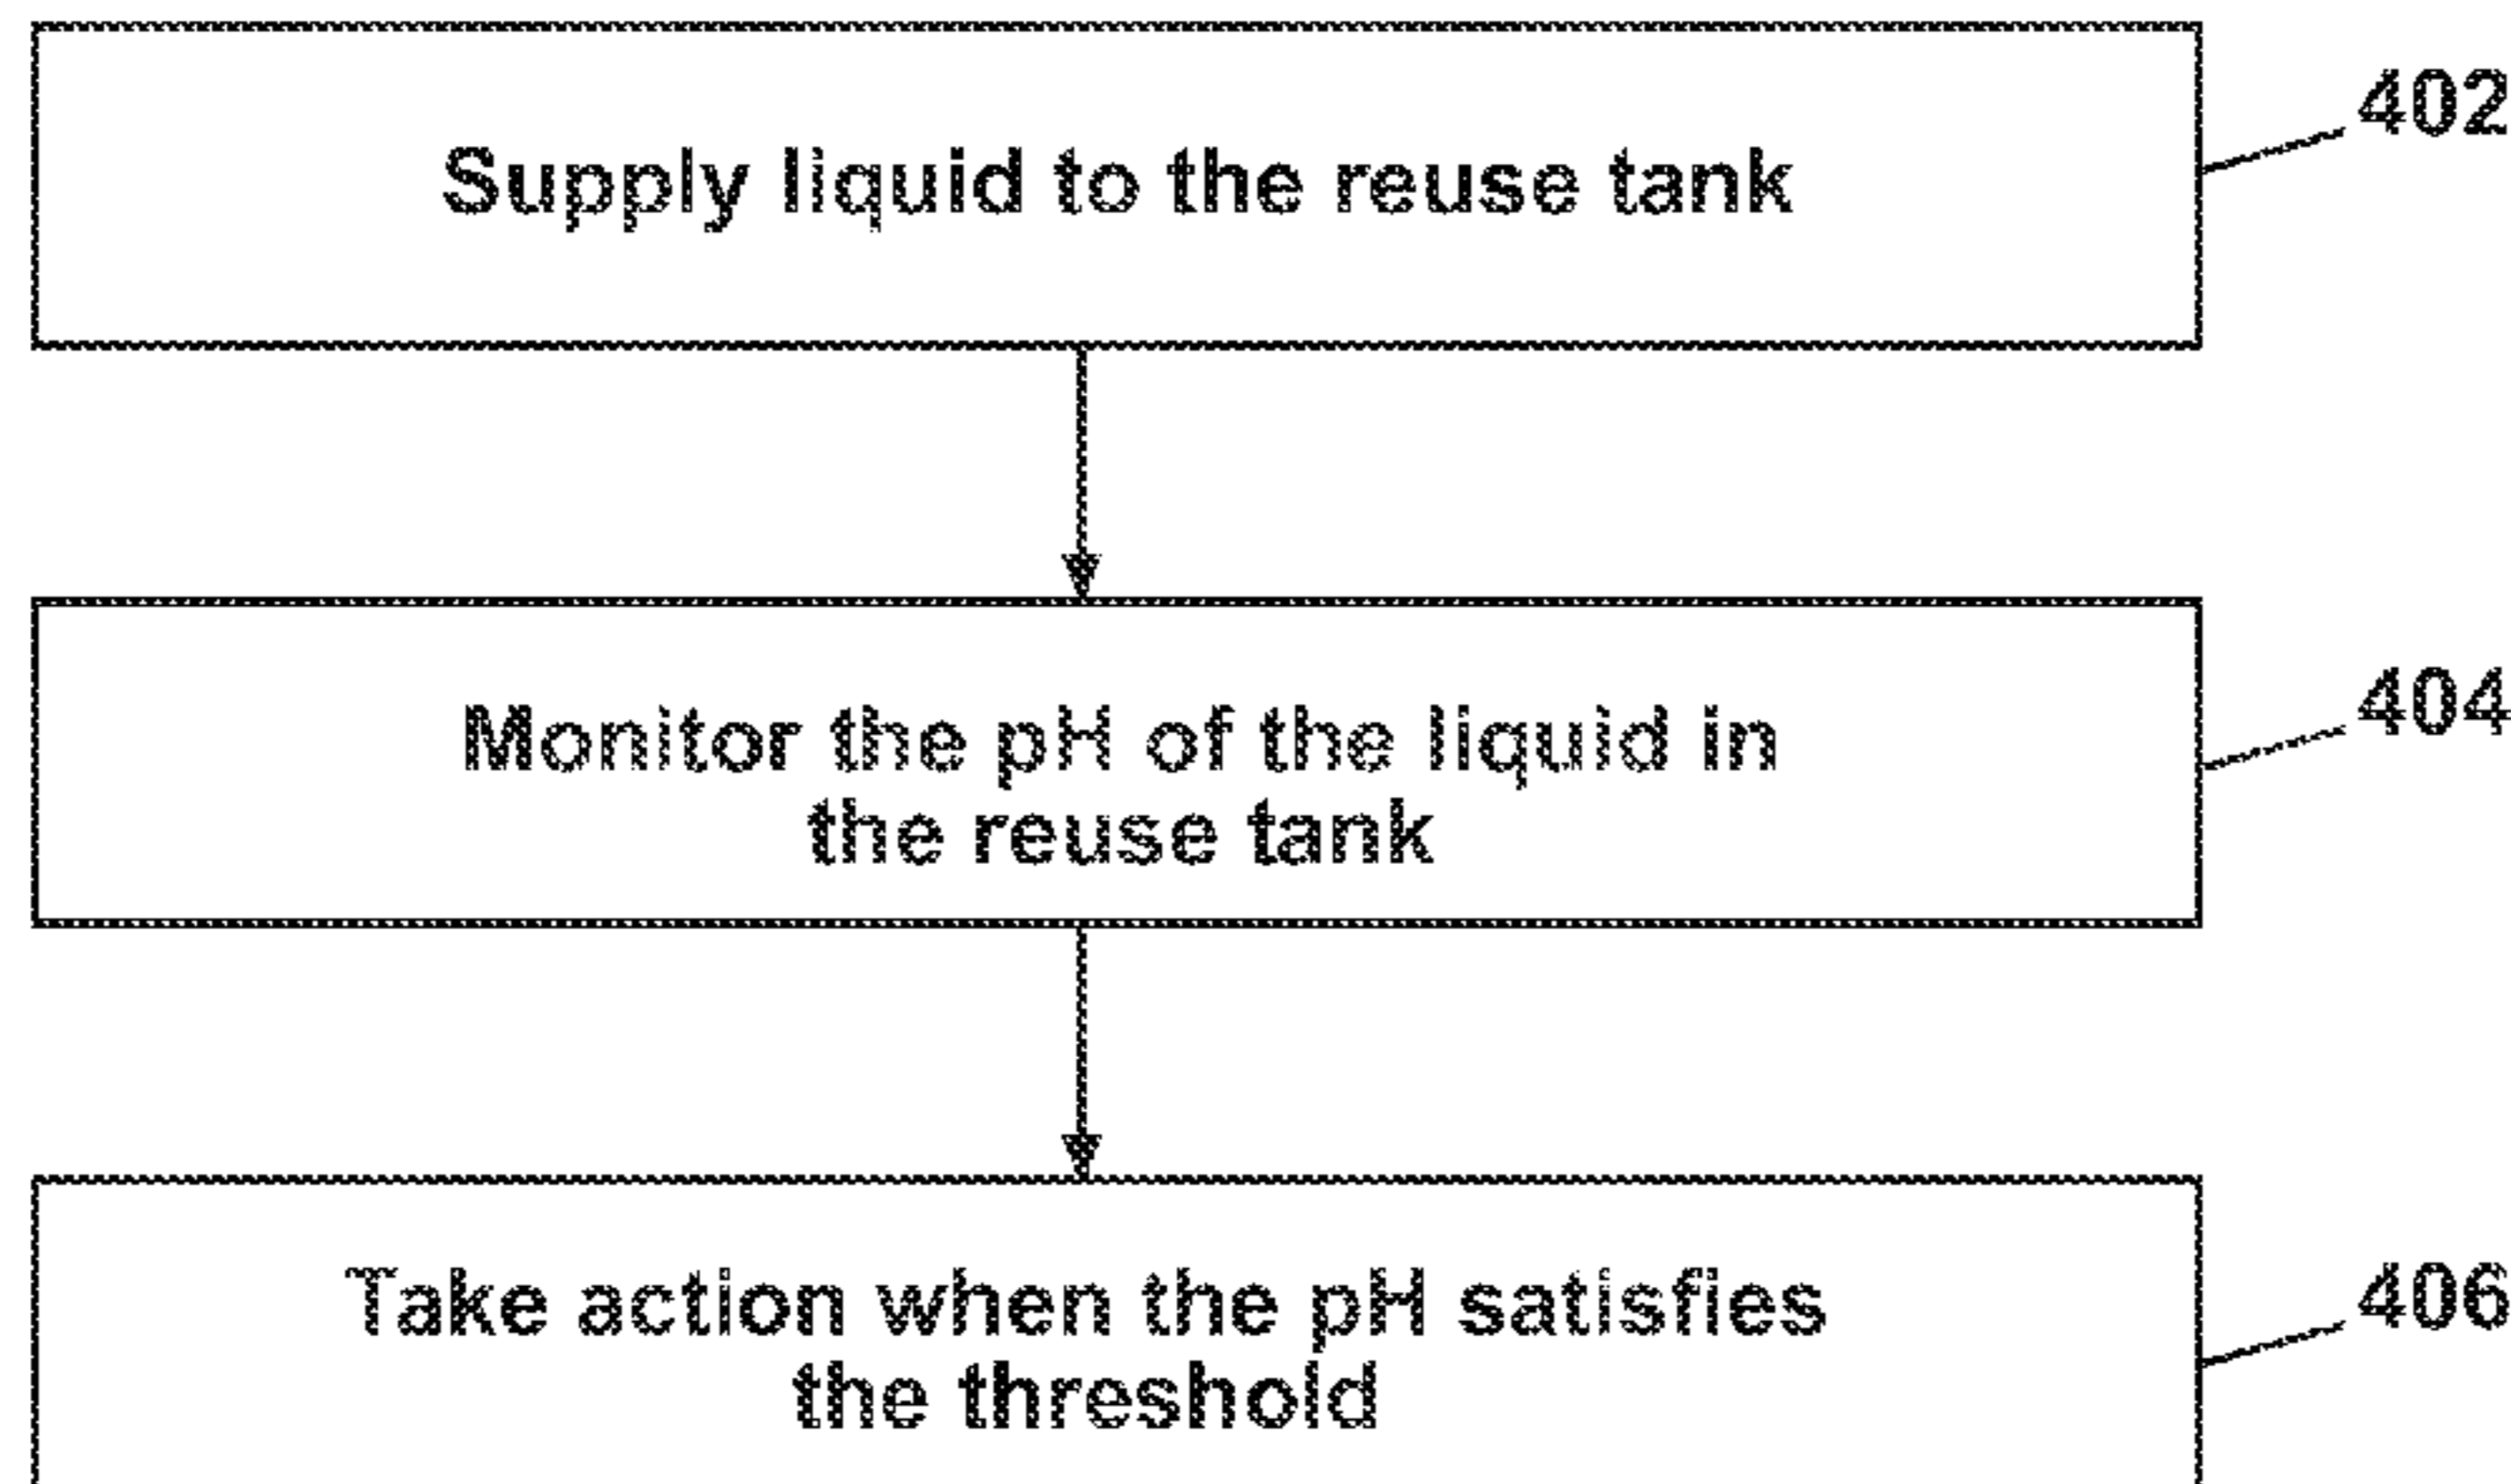 402
Supply liquid to the reuse tank
404
Monitor the pH of the liquid in
the reuse tank
406
Take action when the pH satisfies
the threshold